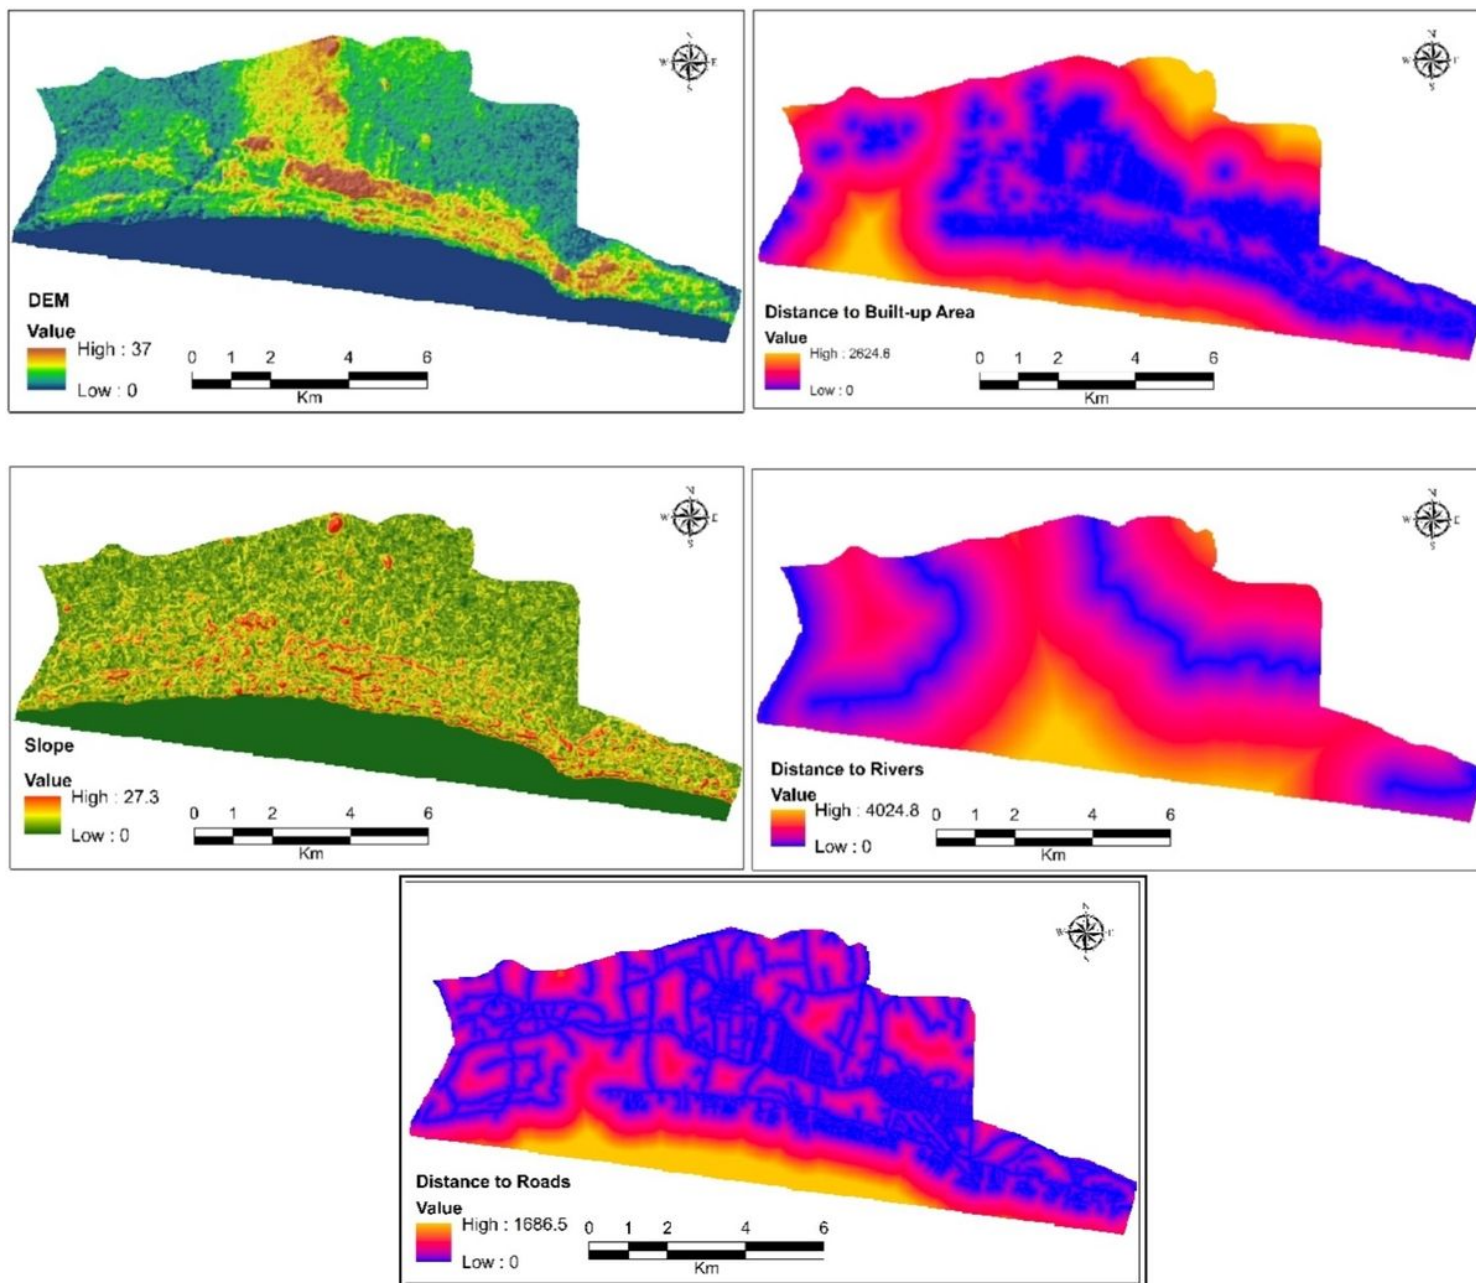 N
W E
S
DEM
Value
High : 37
Low : 0
0 1 2 4 6
Km
N
W E
S
Distance to Built-up Area
Value
High : 2624.6
Low : 0
0 1 2 4 6
Km
N
W E
S
Slope
Value
High : 27.3
Low : 0
0 1 2 4 6
Km
N
W E
S
Distance to Rivers
Value
High : 4024.8
Low : 0
0 1 2 4 6
Km
N
W E
S
Distance to Roads
Value
High : 1686.5
Low : 0
0 1 2 4 6
Km